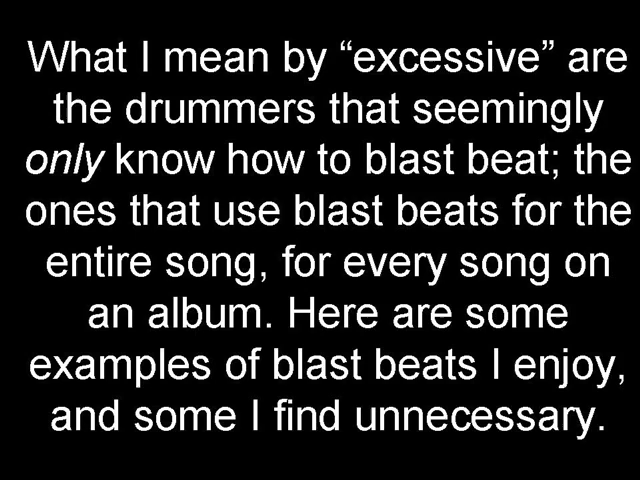 What I mean by “excessive” are
the drummers that seemingly
only know how to blast beat; the
ones that use blast beats for the
entire song, for every song on
an album. Here are some
examples of blast beats I enjoy,
and some I find unnecessary.